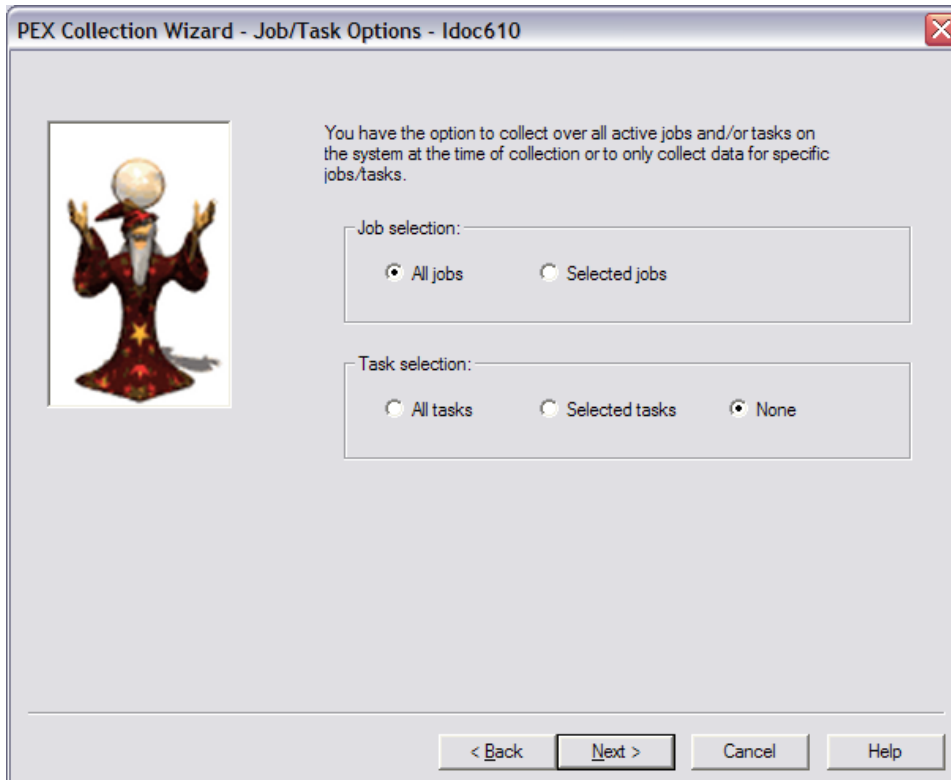 PEX Collection Wizard - Job/Task Options - Idoc610
You have the option to collect over all active jobs and/or tasks on
the system at the time of collection or to only collect data for specific
jobs/tasks.
Job selection:
All jobs
Selected jobs
Task selection:
All tasks
Selected tasks
None
< Back
Next >
Cancel
Help